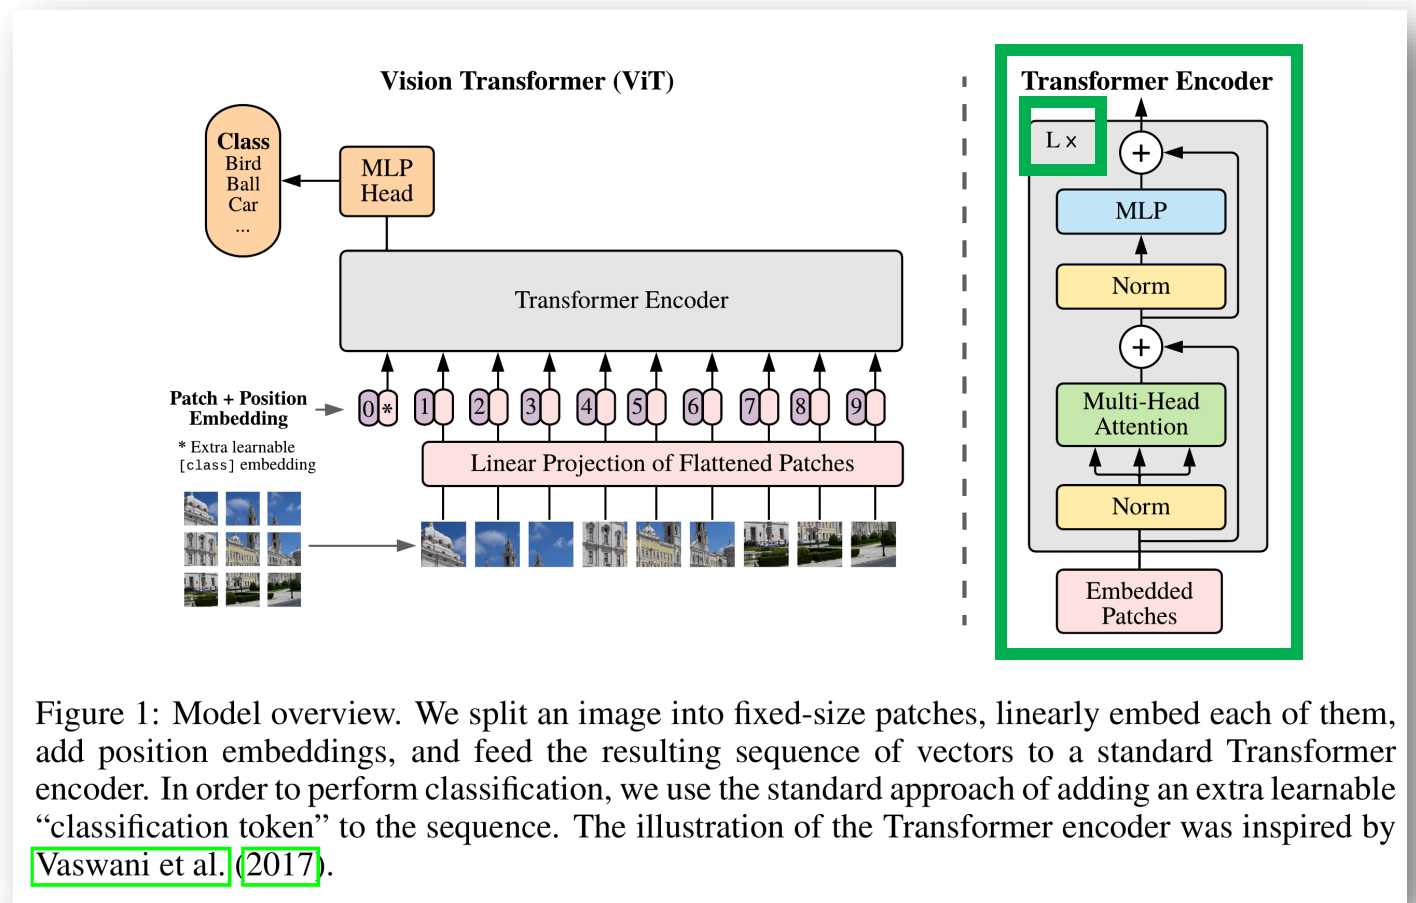 Vision Transformer (ViT)
Class
Bird
Ball
Car
...
MLP
Head
Transformer Encoder
Patch + Position
Embedding
* Extra learnable
[class] embedding
0 *
1
2
3
4
5
6
7
8
9
Linear Projection of Flattened Patches
Transformer Encoder
L ×
+
MLP
Norm
+
Multi-Head
Attention
Norm
Embedded
Patches
Figure 1: Model overview. We split an image into fixed-size patches, linearly embed each of them,
add position embeddings, and feed the resulting sequence of vectors to a standard Transformer
encoder. In order to perform classification, we use the standard approach of adding an extra learnable
“classification token” to the sequence. The illustration of the Transformer encoder was inspired by
Vaswani et al. (2017).